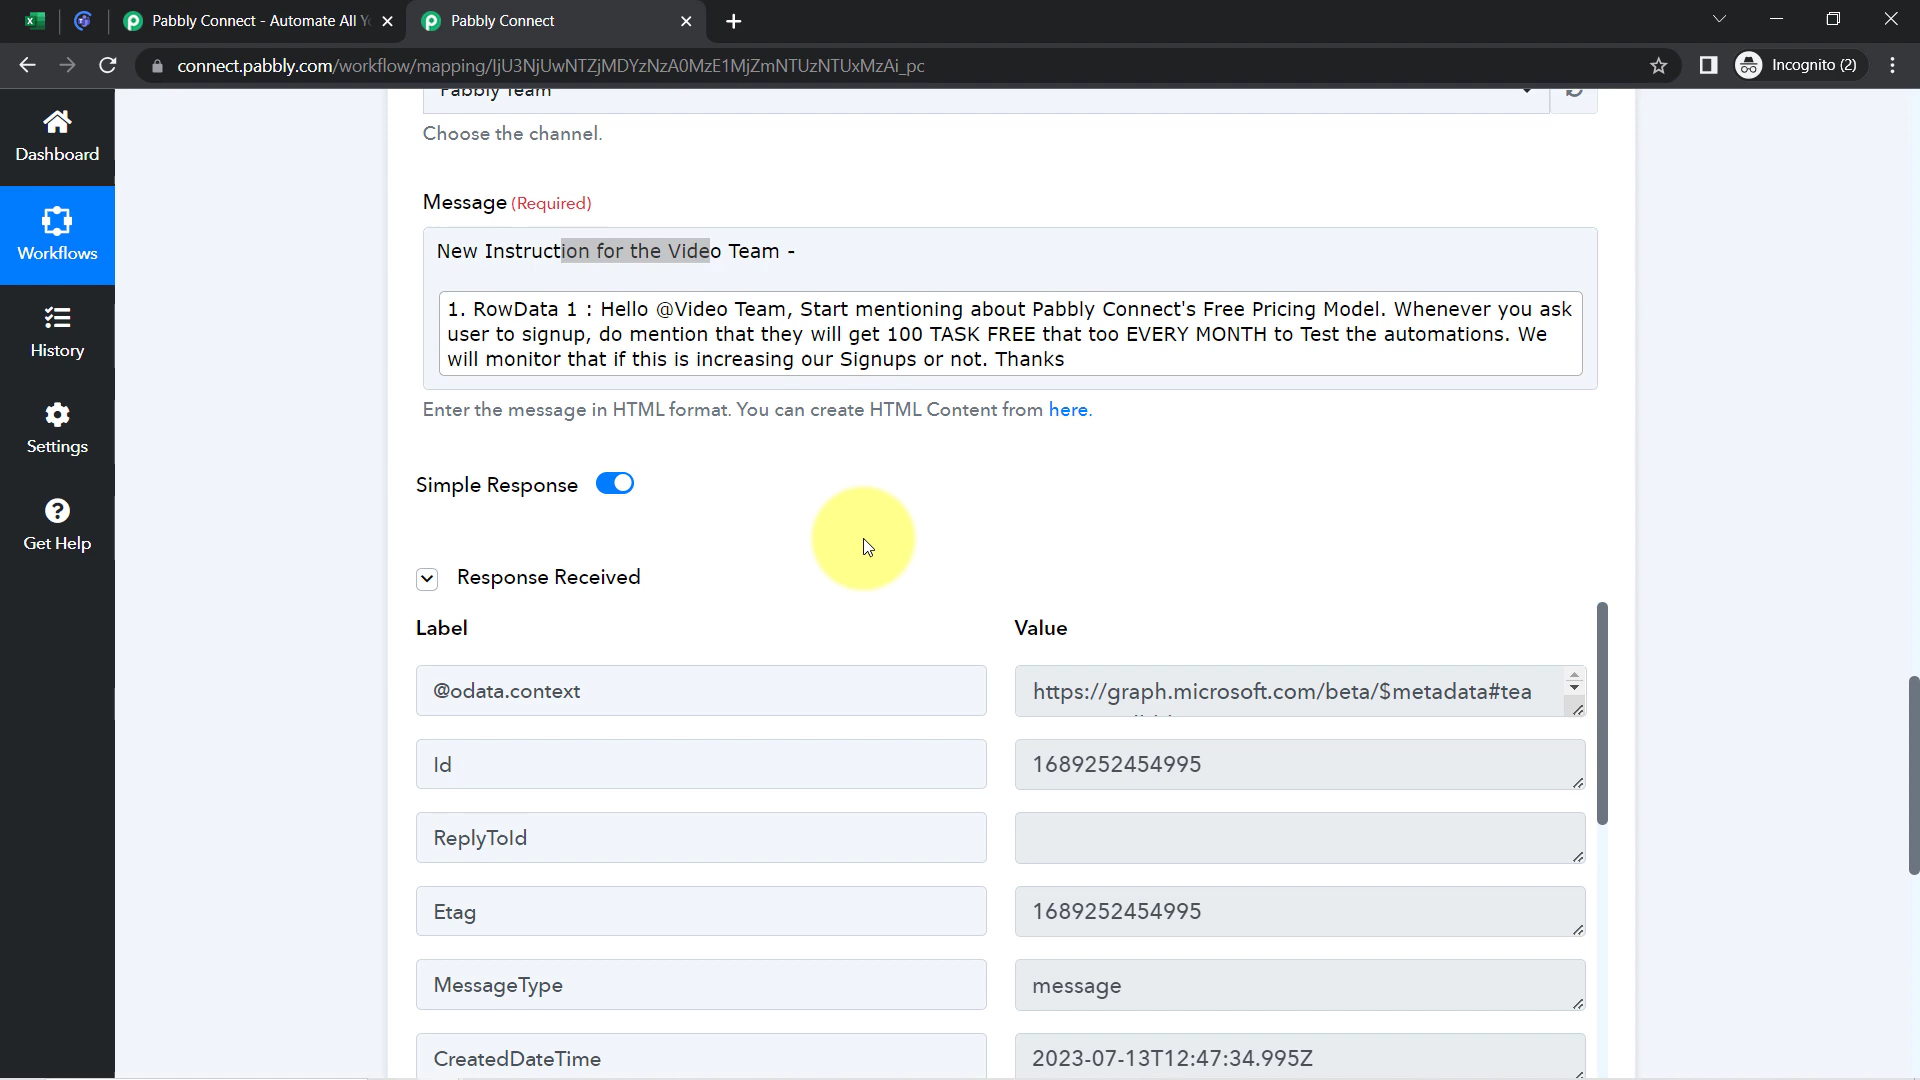 Pabbly Connect - Automate All Y
Pabbly Connect
connect.pabbly.com/workflow/mapping/IjU3NjUwNTZjMDYzNzA0MzE1MjZmNTUzNTUxMzAi_pc
Incognito (2)
Dashboard
Workflows
History
Settings
Get Help
Pabbly Team
Choose the channel.
Message (Required)
New Instruction for the Video Team -
1. RowData 1 : Hello @Video Team, Start mentioning about Pabbly Connect's Free Pricing Model. Whenever you ask
user to signup, do mention that they will get 100 TASK FREE that too EVERY MONTH to Test the automations. We
will monitor that if this is increasing our Signups or not. Thanks
Enter the message in HTML format. You can create HTML Content from here.
Simple Response
Response Received
Label Value
@odata.context https://graph.microsoft.com/beta/$metadata#tea
Id 1689252454995
ReplyToId
Etag 1689252454995
MessageType message
CreatedDateTime 2023-07-13T12:47:34.995Z